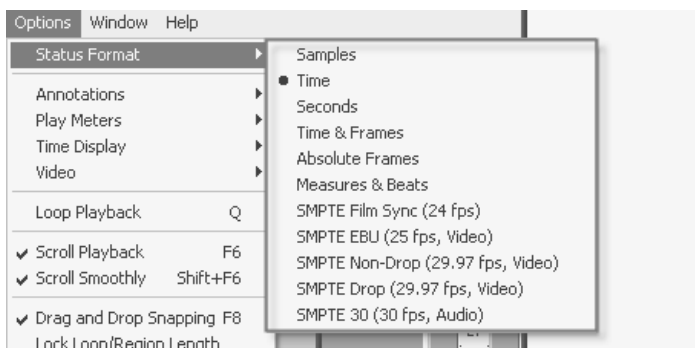 Options Window Help
Status Format
Annotations
Play Meters
Time Display
Video
Loop Playback Q
Scroll Playback F6
Scroll Smoothly Shift+F6
Drag and Drop Snapping F8
Lock Loop/Region Length
Samples
Time
Seconds
Time & Frames
Absolute Frames
Measures & Beats
SMPTE Film Sync (24 fps)
SMPTE EBU (25 fps, Video)
SMPTE Non-Drop (29.97 fps, Video)
SMPTE Drop (29.97 fps, Video)
SMPTE 30 (30 fps, Audio)